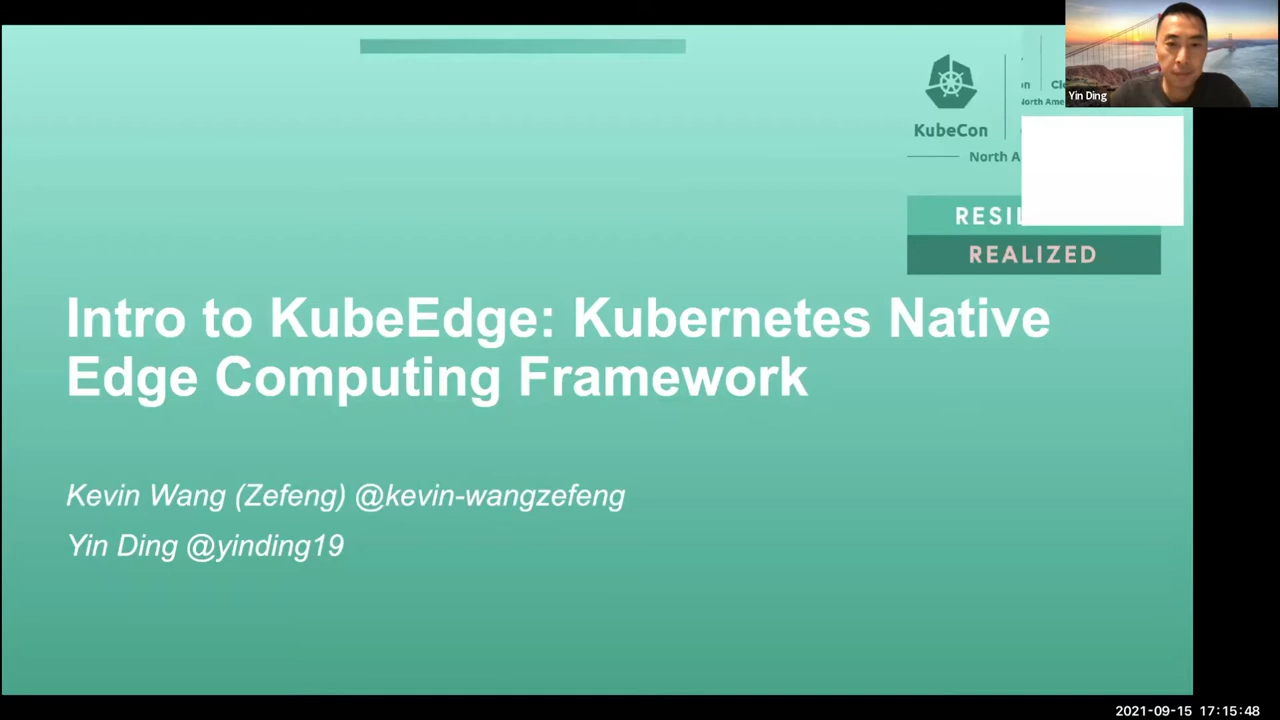 KubeCon
North
RESI
REALIZED
North
Yin Ding
Intro to KubeEdge: Kubernetes Native
Edge Computing Framework
Kevin Wang (Zefeng) @kevin-wangzefeng
Yin Ding @yinding19
2021-09-15 17:15:48